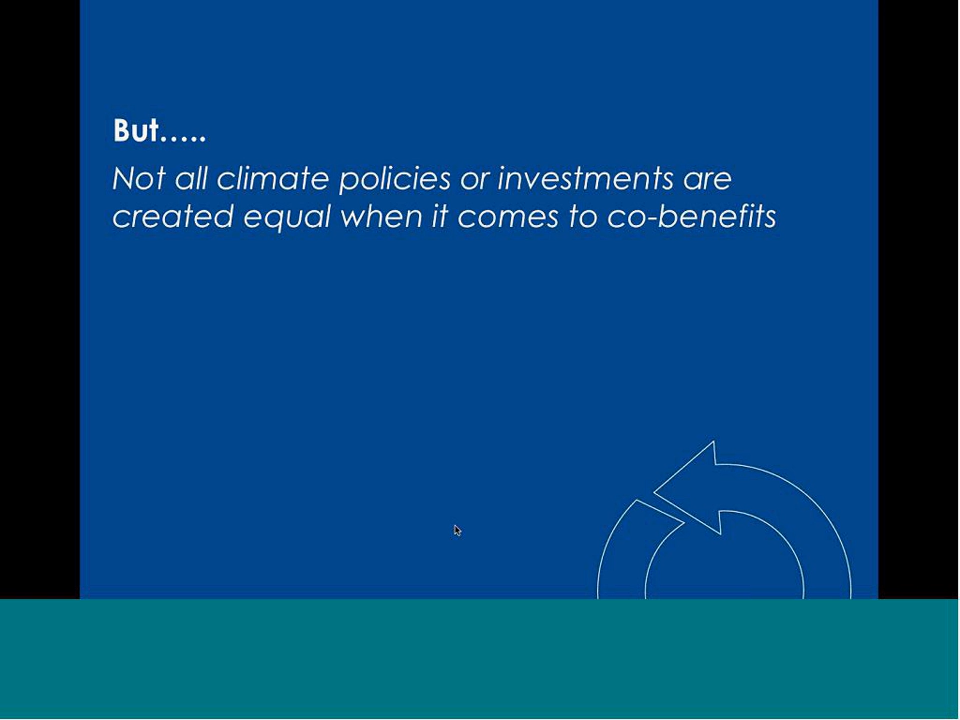 But…..
Not all climate policies or investments are
created equal when it comes to co-benefits